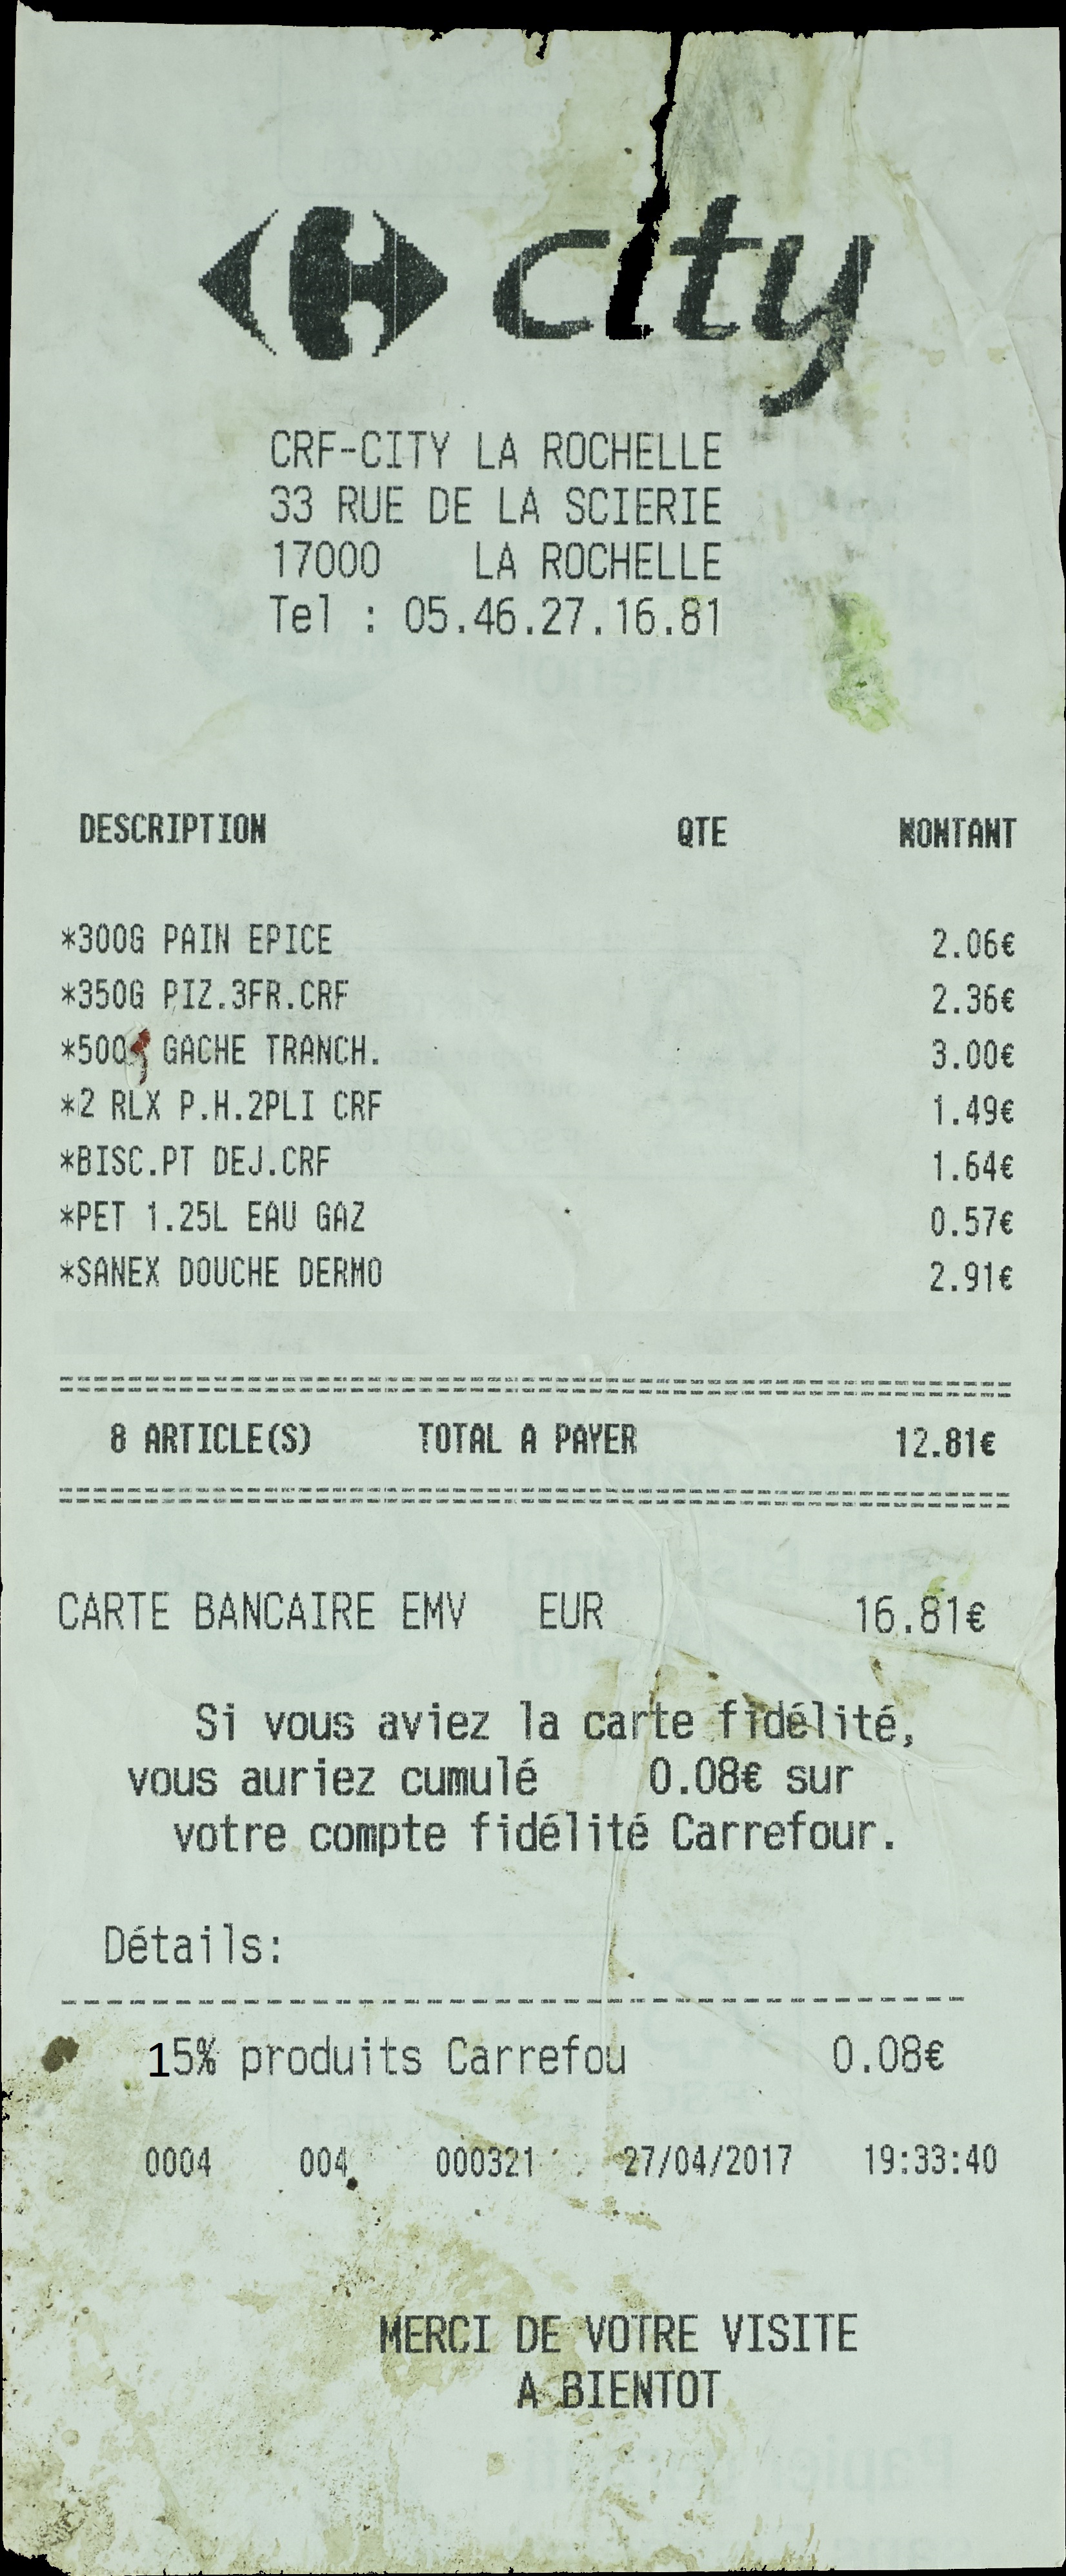 city
CRF-CITY LA ROCHELLE
33 RUE DE LA SCIERIE
17000 LA ROCHELLE
Tel : 05.46.27.16.81
DESCRIPTION QTE MONTANT
*300G PAIN EPICE 2.06€
*350G PIZ.3FR.CRF 2.36€
*500g GACHE TRANCH. 3.00€
*2 RLX P.H.2PLI CRF 1.49€
*BISC.PT DEJ.CRF 1.64€
*PET 1.25L EAU GAZ 0.57€
*SANEX DOUCHE DERMO 2.91€
8 ARTICLE(S) TOTAL A PAYER 12.81€
CARTE BANCAIRE EMV EUR 16.81€
Si vous aviez la carte fidélité,
vous auriez cumulé 0.08€ sur
votre compte fidélité Carrefour.
Détails:
15% produits Carrefou 0.08€
0004 004 000321 27/04/2017 19:33:40
MERCI DE VOTRE VISITE
A BIENTOT